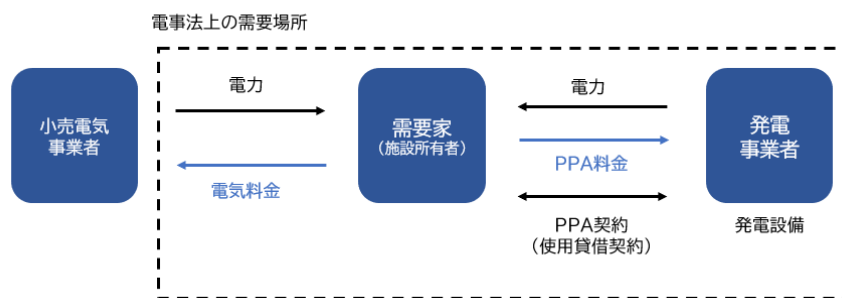 電事法上の需要場所
小売電気
事業者
電力
電気料金
需要家
(施設所有者)
電力
PPA料金
PPA契約
(使用貸借契約)
発電
事業者
発電設備